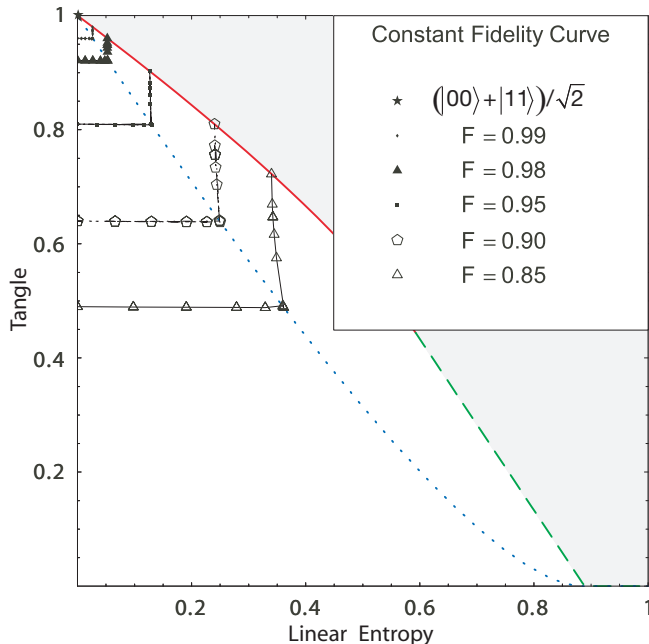 Constant Fidelity Curve
(|00⟩+|11⟩)/√2
F = 0.99
F = 0.98
F = 0.95
F = 0.90
F = 0.85
Tangle
1
0.8
0.6
0.4
0.2
0.2 0.4 0.6 0.8 1
Linear Entropy